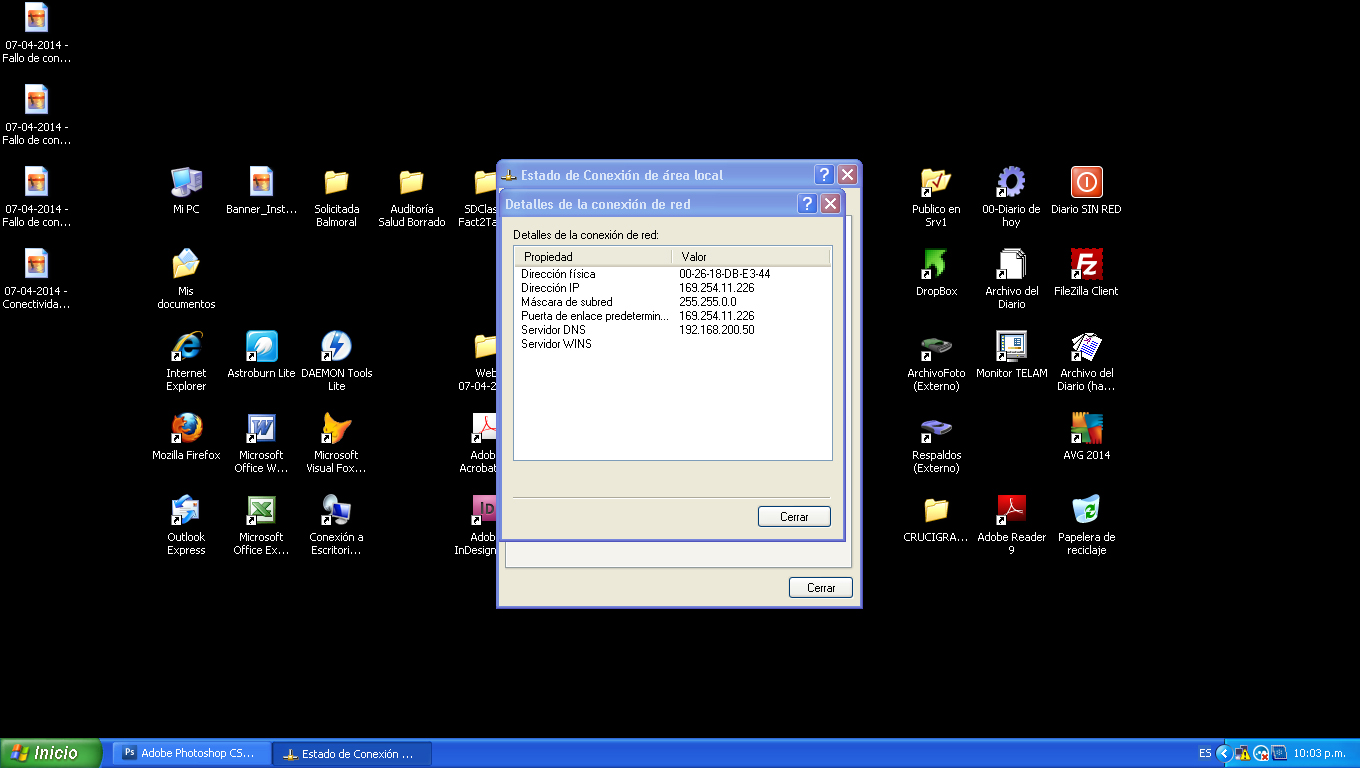 07-04-2014 -
Fallo de con...
07-04-2014 -
Fallo de con...
07-04-2014 -
Fallo de con...
07-04-2014 -
Conectivida...
Mi PC
Banner_Inst...
Solicitada
Balmoral
Auditoría
Salud Borrado
SDClas
Fact2Ta
Mis
documentos
Internet
Explorer
Astroburn Lite
DAEMON Tools
Lite
Web
07-04-2
Mozilla Firefox
Microsoft
Office W...
Microsoft
Visual Fox...
Adob
Acrobat
Outlook
Express
Microsoft
Office Ex...
Conexión a
Escritori...
ID
Adob
InDesign
Estado de Conexión de área local
Detalles de la conexión de red
Detalles de la conexión de red:
Propiedad Valor
Dirección física 00-26-18-DB-E3-44
Dirección IP 169.254.11.226
Máscara de subred 255.255.0.0
Puerta de enlace predetermin... 169.254.11.226
Servidor DNS 192.168.200.50
Servidor WINS
Cerrar
Cerrar
Publico en
Srv1
00-Diario de
hoy
Diario SIN RED
DropBox
Archivo del
Diario
FileZilla Client
ArchivoFoto
(Externo)
Monitor TELAM
Archivo del
Diario (ha...
Respaldos
(Externo)
AVG 2014
CRUCIGRA...
Adobe Reader
9
Papelera de
reciclaje
Inicio
Ps Adobe Photoshop CS...
Estado de Conexión ...
ES
10:03 p.m.